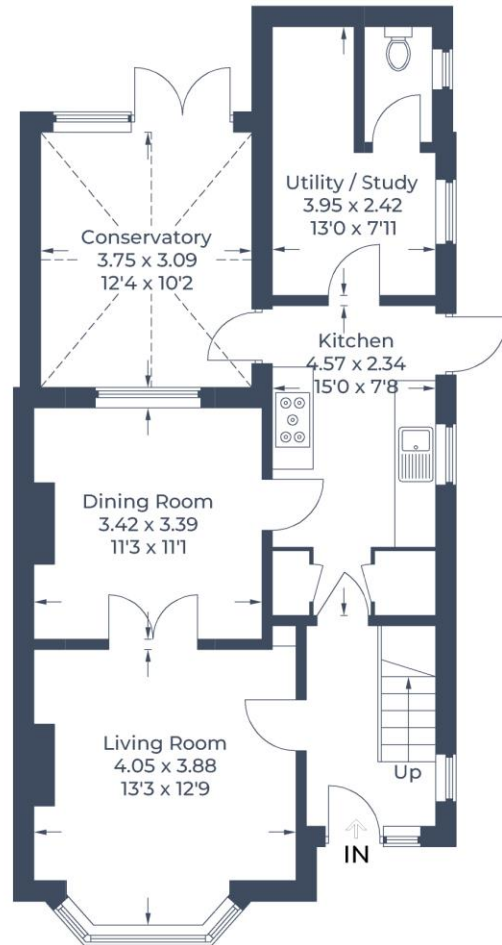 Utility / Study
3.95 x 2.42
13'0 x 7'11
Conservatory
3.75 x 3.09
12'4 x 10'2
Kitchen
4.57 x 2.34
15'0 x 7'8
Dining Room
3.42 x 3.39
11'3 x 11'1
Living Room
4.05 x 3.88
13'3 x 12'9
Up
IN